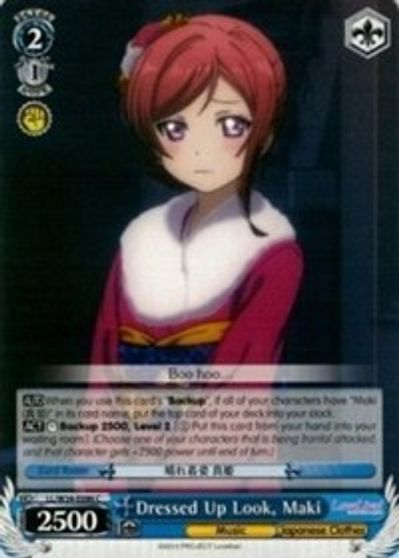 2
1
Boo hoo...
AUTO When you use this card's "Backup", if all of your characters have "Maki
(真姫)" in its card name, put the top card of your deck into your stock.
ACT Backup 2500, Level 2 [① Put this card from your hand into your
waiting room] (Choose one of your characters that is being frontal attacked
and that character gets +2500 power until end of turn.)
Card Name 晴れ着姿 真姫
2500
Dressed Up Look, Maki
Love Live!
Music Japanese Clothes